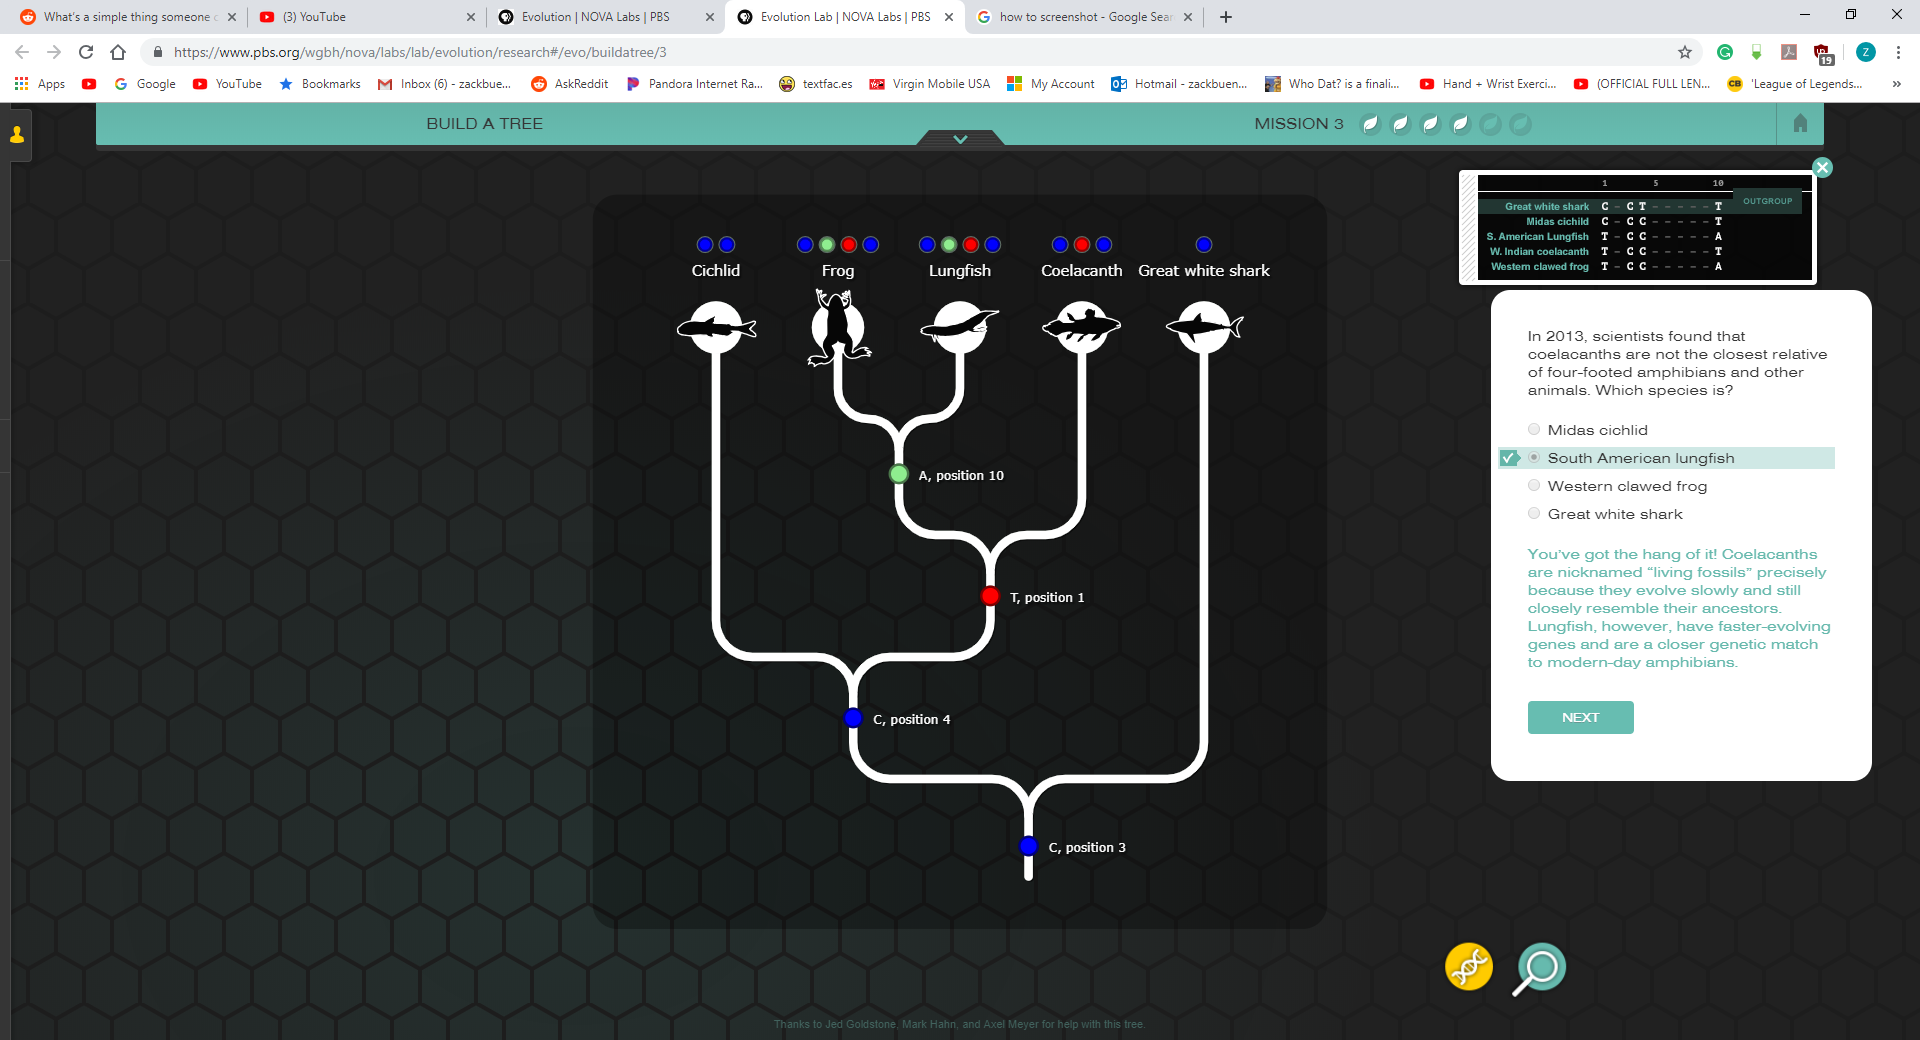 What's a simple thing someone c
(3) YouTube
Evolution | NOVA Labs | PBS
Evolution Lab | NOVA Labs | PBS
how to screenshot - Google Sear
https://www.pbs.org/wgbh/nova/labs/lab/evolution/research#/evo/buildatree/3
19
Z
Apps
Google
YouTube
Bookmarks
Inbox (6) - zackbue...
AskReddit
Pandora Internet Ra...
textfac.es
Virgin Mobile USA
My Account
Hotmail - zackbuen...
Who Dat? is a finali...
Hand + Wrist Exerci...
(OFFICIAL FULL LEN...
CB
'League of Legends...
»
BUILD A TREE
MISSION 3
1 5 10
OUTGROUP
Great white shark C - C T - - - - - T
Midas cichild C - C C - - - - - T
S. American Lungfish T - C C - - - - - A
W. Indian coelacanth T - C C - - - - - T
Western clawed frog T - C C - - - - - A
Cichlid
Frog
Lungfish
Coelacanth
Great white shark
A, position 10
T, position 1
C, position 4
C, position 3
In 2013, scientists found that
coelacanths are not the closest relative
of four-footed amphibians and other
animals. Which species is?
Midas cichlid
South American lungfish
Western clawed frog
Great white shark
You've got the hang of it! Coelacanths
are nicknamed “living fossils” precisely
because they evolve slowly and still
closely resemble their ancestors.
Lungfish, however, have faster-evolving
genes and are a closer genetic match
to modern-day amphibians.
NEXT
Thanks to Jed Goldstone, Mark Hahn, and Axel Meyer for help with this tree.